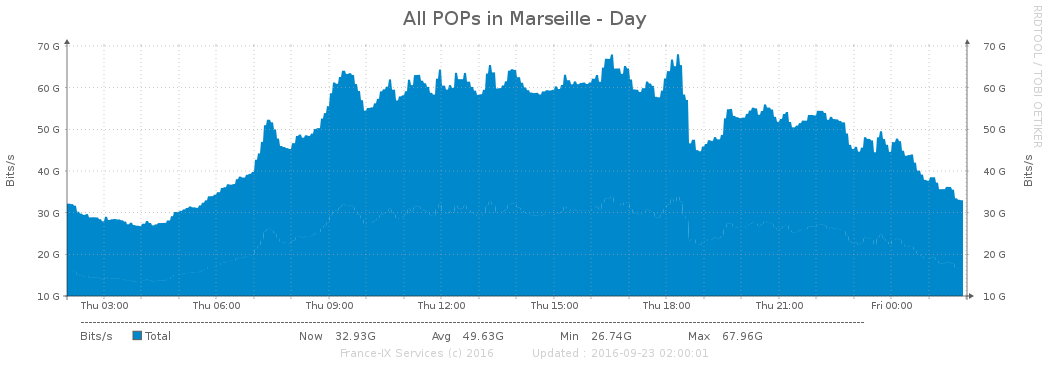 All POPs in Marseille - Day
RRDTOOL / TOBI OETIKER
Bits/s
70 G
60 G
50 G
40 G
30 G
20 G
10 G
70 G
60 G
50 G
40 G
30 G
20 G
10 G
Bits/s
Thu 03:00 Thu 06:00 Thu 09:00 Thu 12:00 Thu 15:00 Thu 18:00 Thu 21:00 Fri 00:00
Bits/s Total Now 32.93G Avg 49.63G Min 26.74G Max 67.96G
France-IX Services (c) 2016 Updated : 2016-09-23 02:00:01